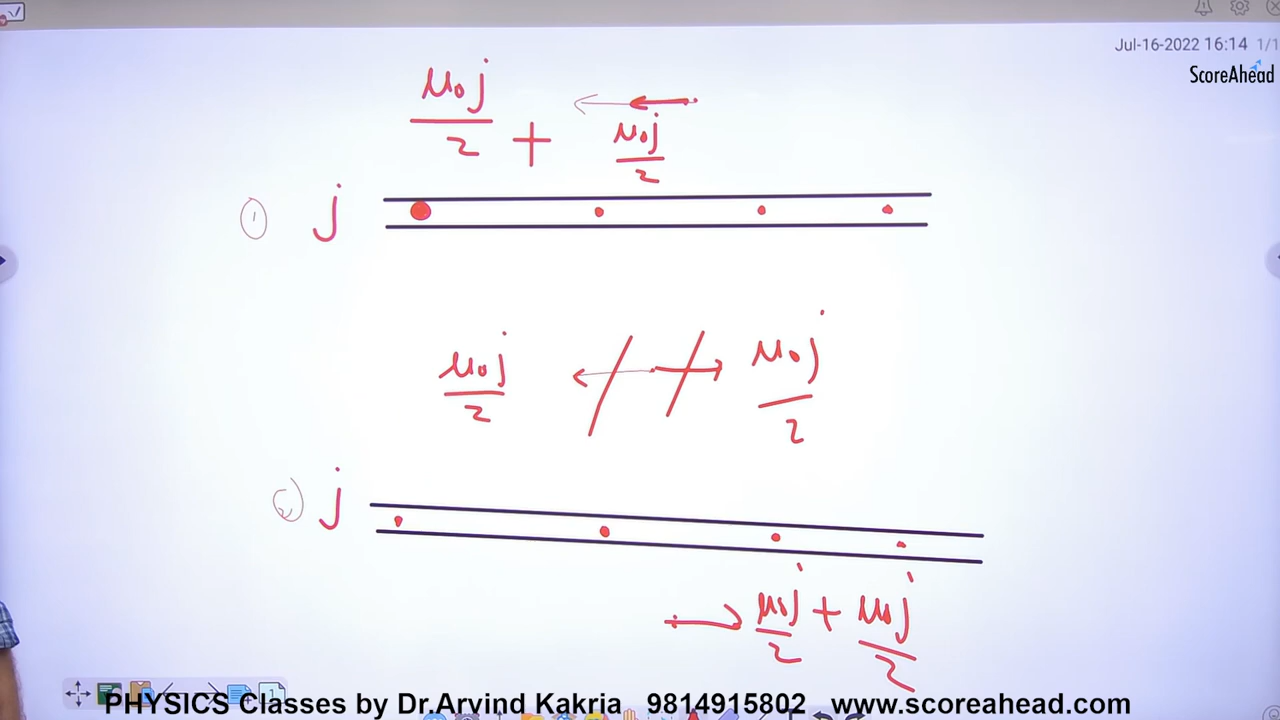 Jul-16-2022 16:14 1/1
ScoreAhead
μ₀j/2 + μ₀j/2
① j
μ₀j/2 μ₀j/2
② j
μ₀j/2 + μ₀j/2
PHYSICS Classes by Dr.Arvind Kakria 9814915802 www.scoreahead.com